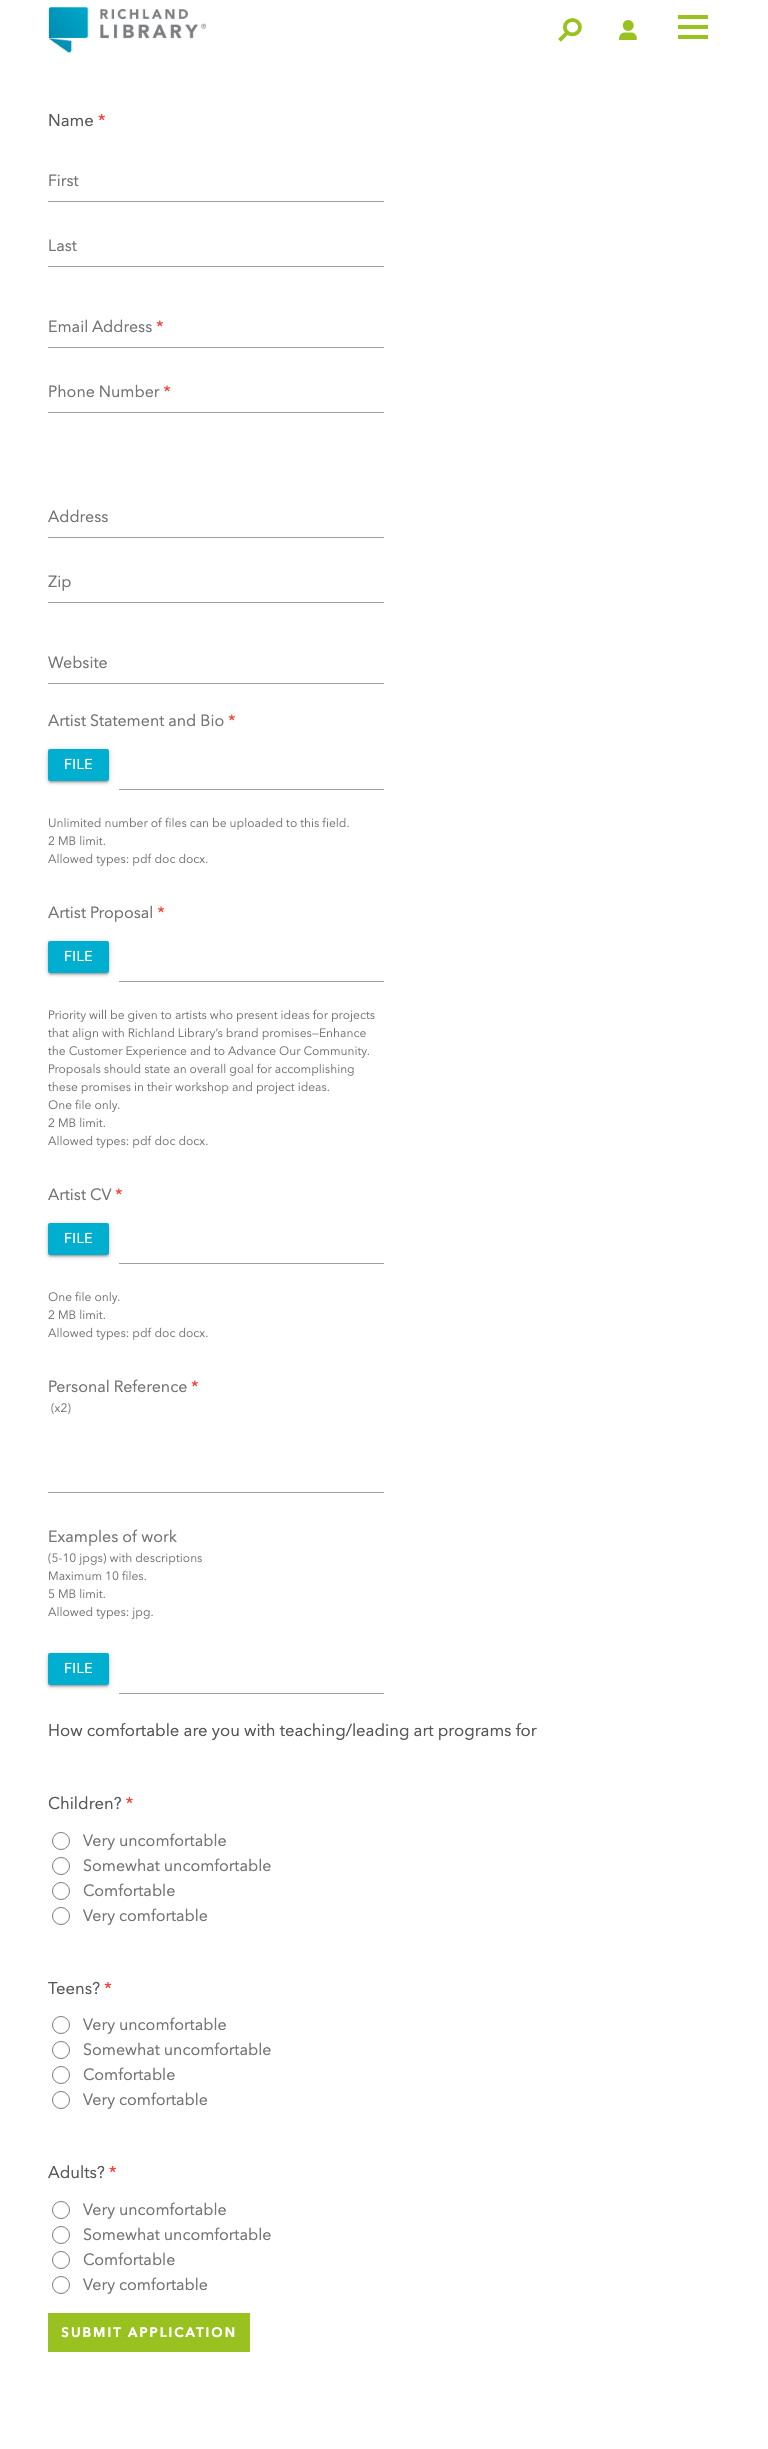 RICHLAND
LIBRARY®
Name *
First
Last
Email Address *
Phone Number *
Address
Zip
Website
Artist Statement and Bio *
FILE
Unlimited number of files can be uploaded to this field.
2 MB limit.
Allowed types: pdf doc docx.
Artist Proposal *
FILE
Priority will be given to artists who present ideas for projects
that align with Richland Library’s brand promises—Enhance
the Customer Experience and to Advance Our Community.
Proposals should state an overall goal for accomplishing
these promises in their workshop and project ideas.
One file only.
2 MB limit.
Allowed types: pdf doc docx.
Artist CV *
FILE
One file only.
2 MB limit.
Allowed types: pdf doc docx.
Personal Reference *
(x2)
Examples of work
(5-10 jpgs) with descriptions
Maximum 10 files.
5 MB limit.
Allowed types: jpg.
FILE
How comfortable are you with teaching/leading art programs for
Children? *
Very uncomfortable
Somewhat uncomfortable
Comfortable
Very comfortable
Teens? *
Very uncomfortable
Somewhat uncomfortable
Comfortable
Very comfortable
Adults? *
Very uncomfortable
Somewhat uncomfortable
Comfortable
Very comfortable
SUBMIT APPLICATION